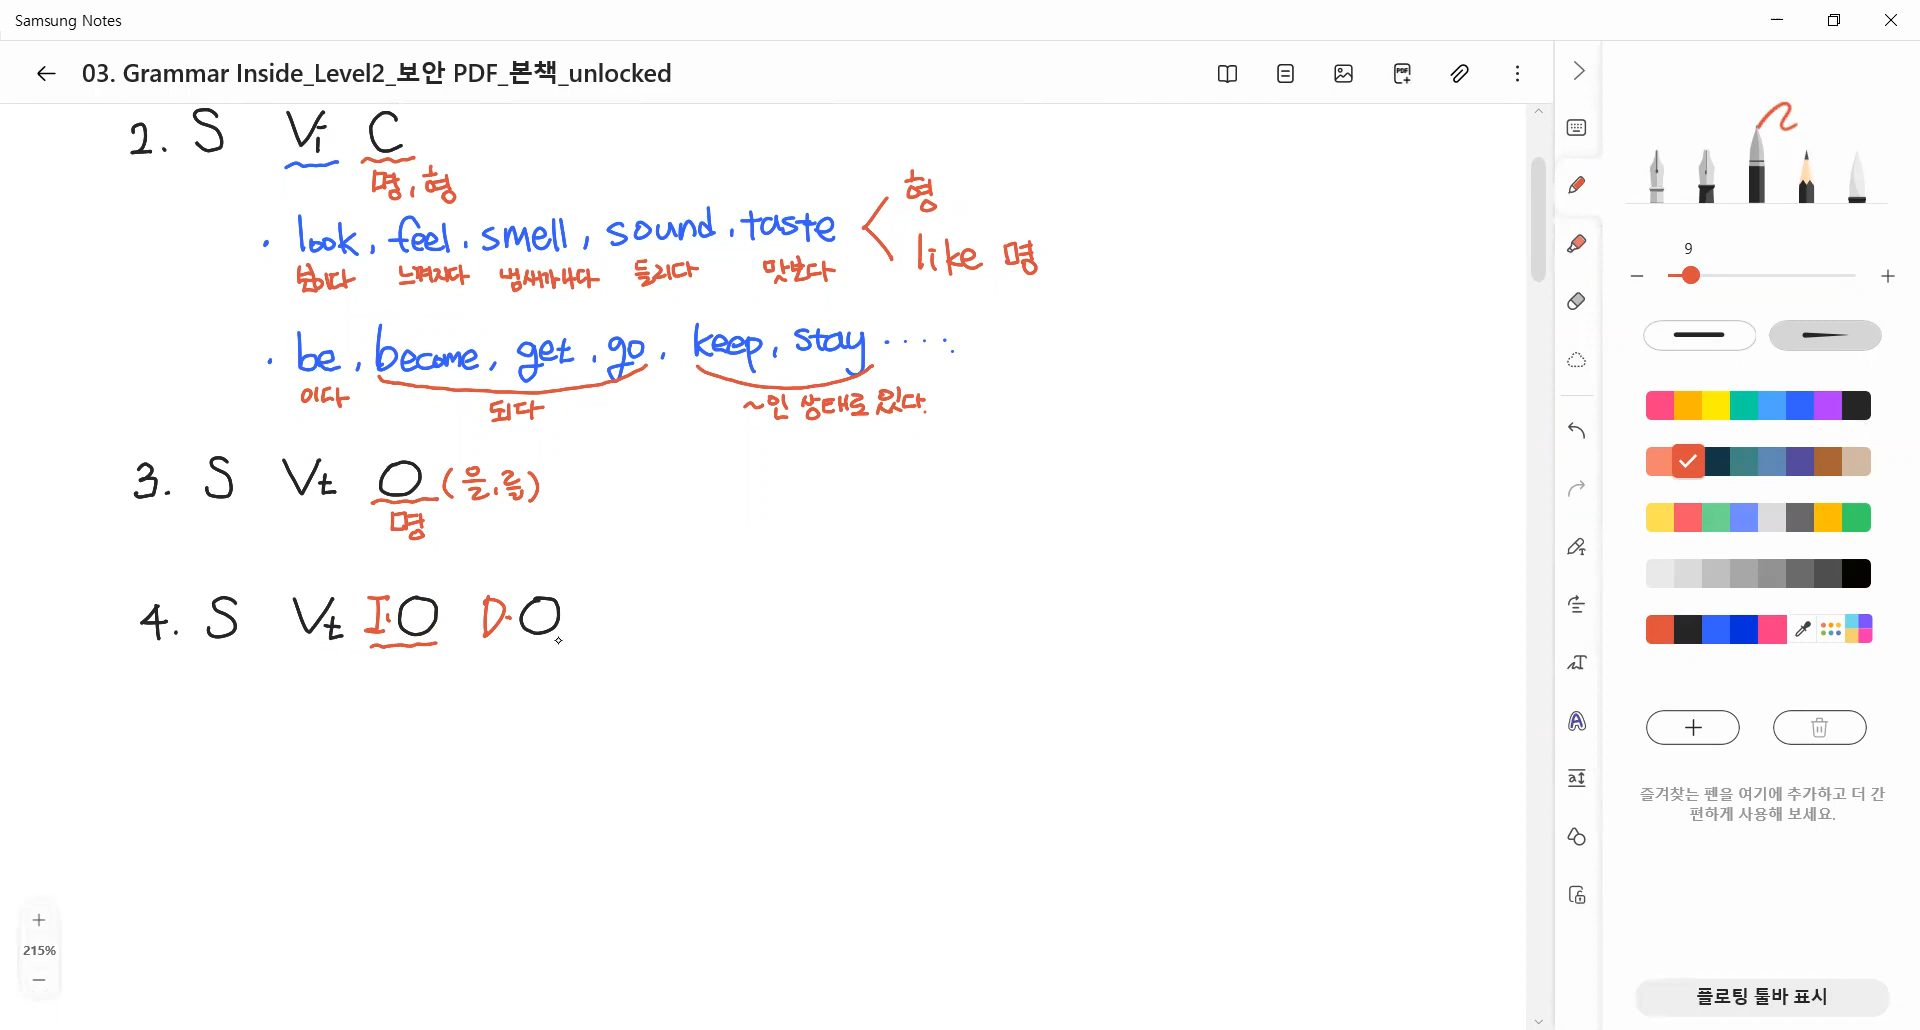 Samsung Notes
03. Grammar Inside_Level2_보안 PDF_본책_unlocked
2. S Vi C
명, 형
· look, feel, smell, sound, taste
형
like 명
보이다 느껴지다 냄새가나다 들리다 맛보다
· be, become, get, go, keep, stay ·····
이다 되다 ~인 상태로 있다.
3. S Vt O (을, 를)
명
4. S Vt I·O D·O
215%
9
즐겨찾는 펜을 여기에 추가하고 더 간
편하게 사용해 보세요.
플로팅 툴바 표시